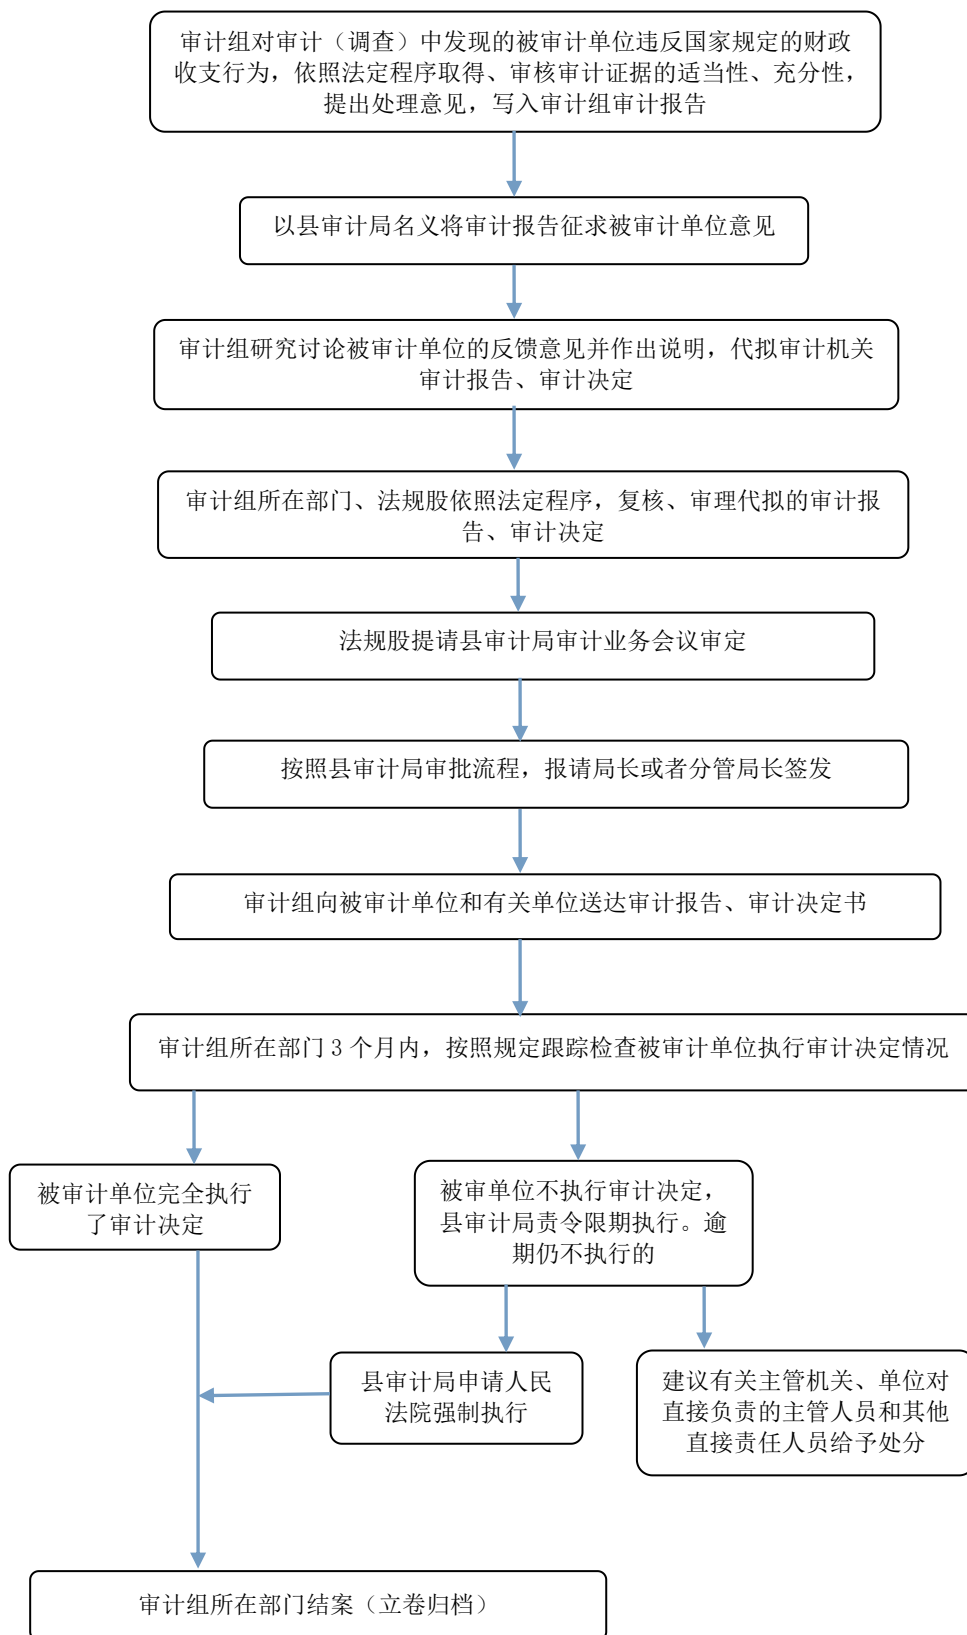 审计组对审计（调查）中发现的被审计单位违反国家规定的财政
收支行为，依照法定程序取得、审核审计证据的适当性、充分性，
提出处理意见，写入审计组审计报告
以县审计局名义将审计报告征求被审计单位意见
审计组研究讨论被审计单位的反馈意见并作出说明，代拟审计机关
审计报告、审计决定
审计组所在部门、法规股依照法定程序，复核、审理代拟的审计报
告、审计决定
法规股提请县审计局审计业务会议审定
按照县审计局审批流程，报请局长或者分管局长签发
审计组向被审计单位和有关单位送达审计报告、审计决定书
审计组所在部门 3 个月内，按照规定跟踪检查被审计单位执行审计决定情况
被审计单位完全执行
了审计决定
被审单位不执行审计决定，
县审计局责令限期执行。逾
期仍不执行的
县审计局申请人民
法院强制执行
建议有关主管机关、单位对
直接负责的主管人员和其他
直接责任人员给予处分
审计组所在部门结案（立卷归档）